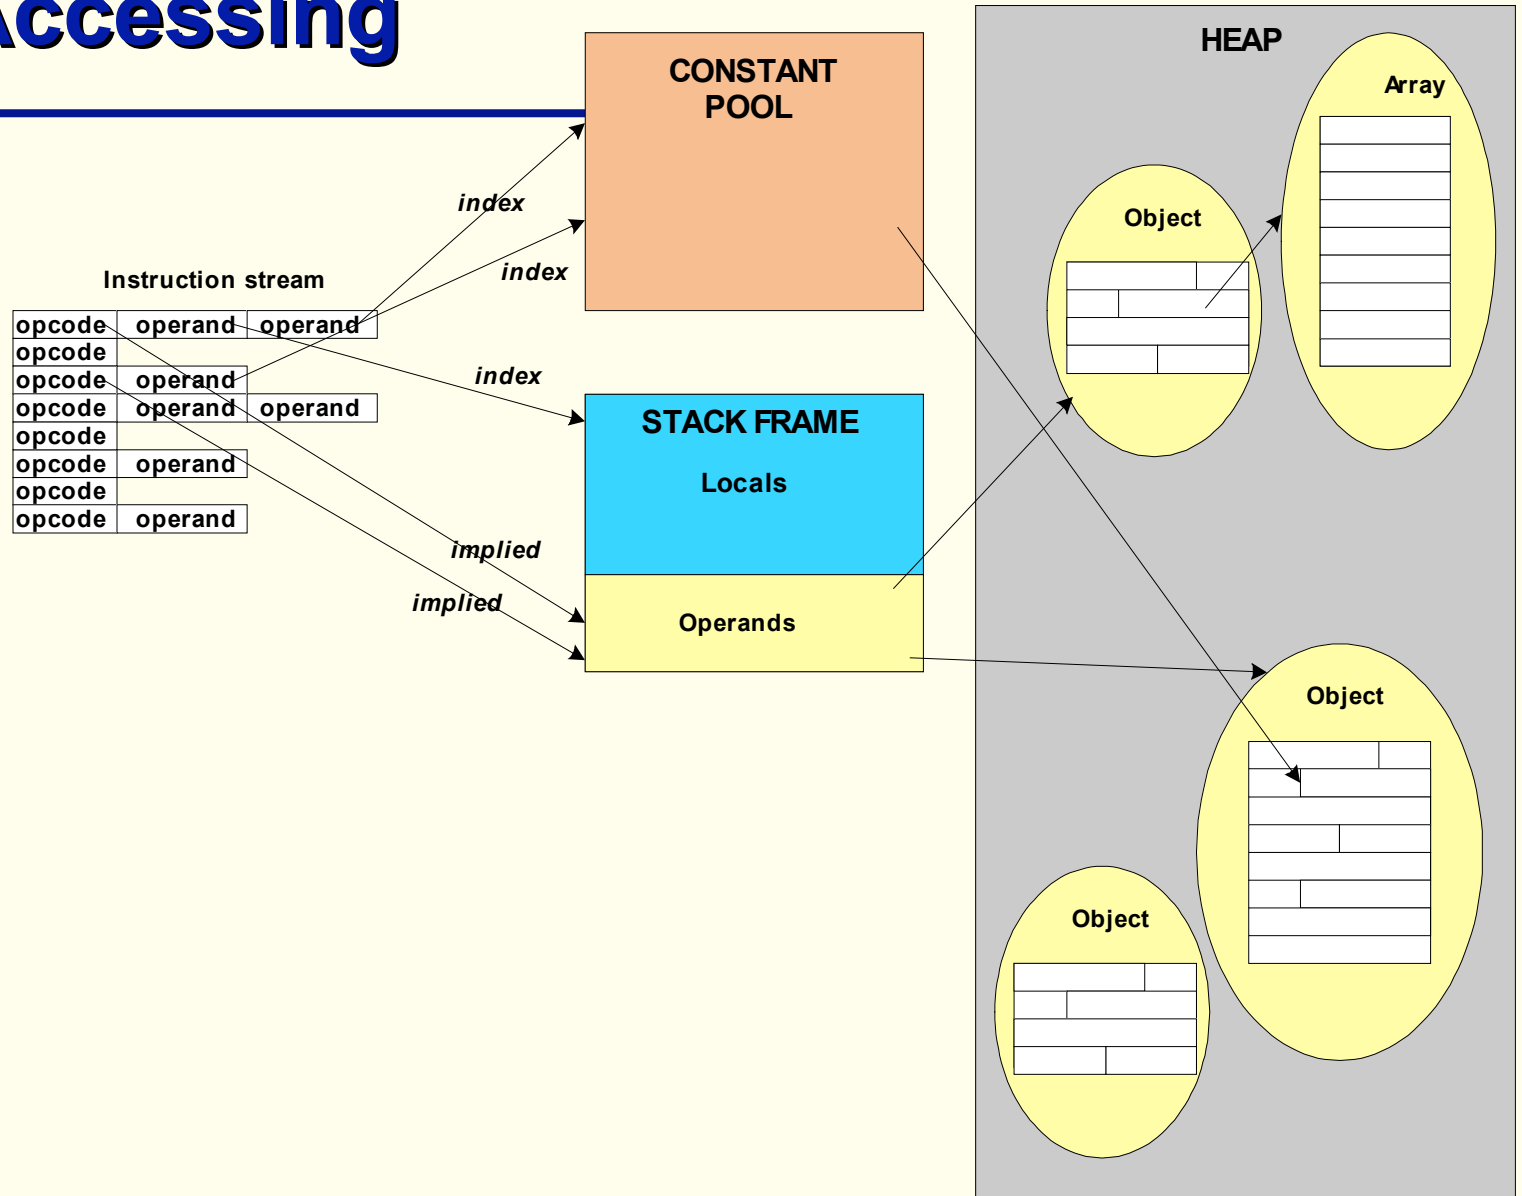 Accessing
HEAP
CONSTANT
POOL
Array
index
Object
index
Instruction stream
opcode operand operand
opcode
opcode operand
opcode operand operand
opcode
opcode operand
opcode
opcode operand
index
STACK FRAME
Locals
implied
implied
Operands
Object
Object